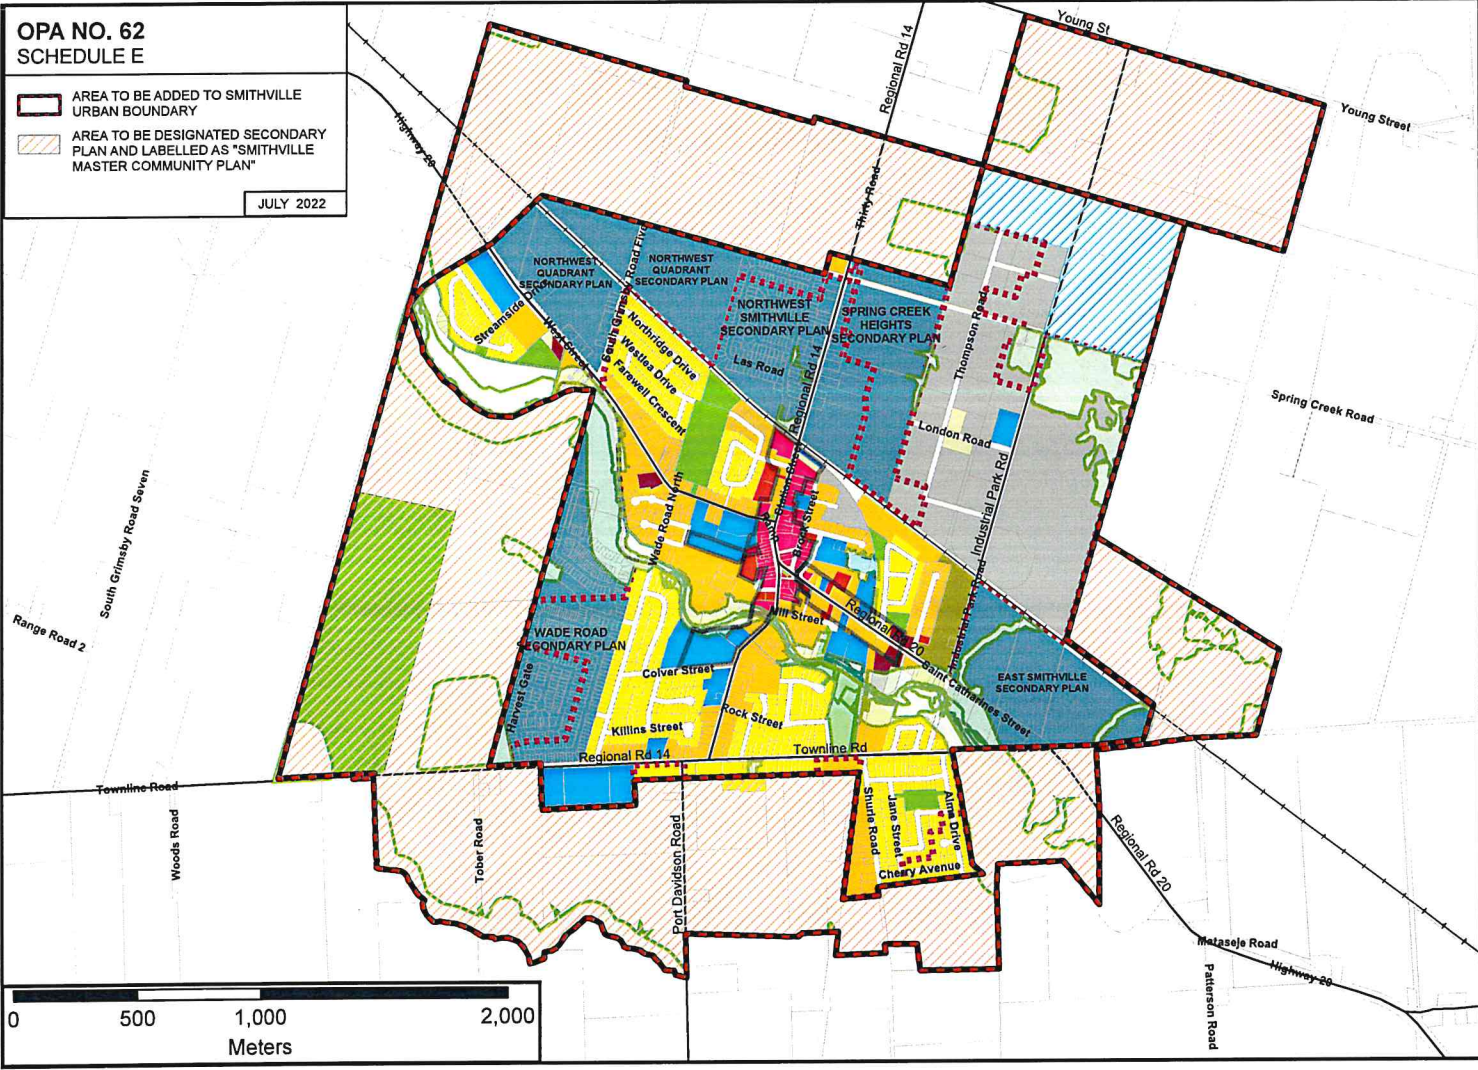 OPA NO. 62
SCHEDULE E
AREA TO BE ADDED TO SMITHVILLE
URBAN BOUNDARY
AREA TO BE DESIGNATED SECONDARY
PLAN AND LABELLED AS "SMITHVILLE
MASTER COMMUNITY PLAN"
JULY 2022
Young St
Regional Rd 14
Young Street
Highway 20
Thirty Road
NORTHWEST
QUADRANT
SECONDARY PLAN
South Grimsby Road Five
NORTHWEST
QUADRANT
SECONDARY PLAN
Streamside Drive
West Street
NORTHWEST
SMITHVILLE
SECONDARY PLAN
SPRING CREEK
HEIGHTS
SECONDARY PLAN
Thompson Road
Northridge Drive
Westlea Drive
Farewell Crescent
Las Road
Regional Rd 14
London Road
Industrial Park Rd
Spring Creek Road
South Grimsby Road Seven
Range Road 2
Wade Road North
Station Street
Brock Street
Industrial Park Road
Mill Street
Regional Rd 20
Saint Catharines Street
WADE ROAD
SECONDARY PLAN
Harvest Gate
Colver Street
Rock Street
Killins Street
EAST SMITHVILLE
SECONDARY PLAN
Regional Rd 14
Townline Rd
Townline Road
Woods Road
Tober Road
Port Davidson Road
Shurie Road
Jane Street
Alma Drive
Cherry Avenue
Regional Rd 20
Mataseje Road
Highway 20
Patterson Road
0 500 1,000 2,000
Meters